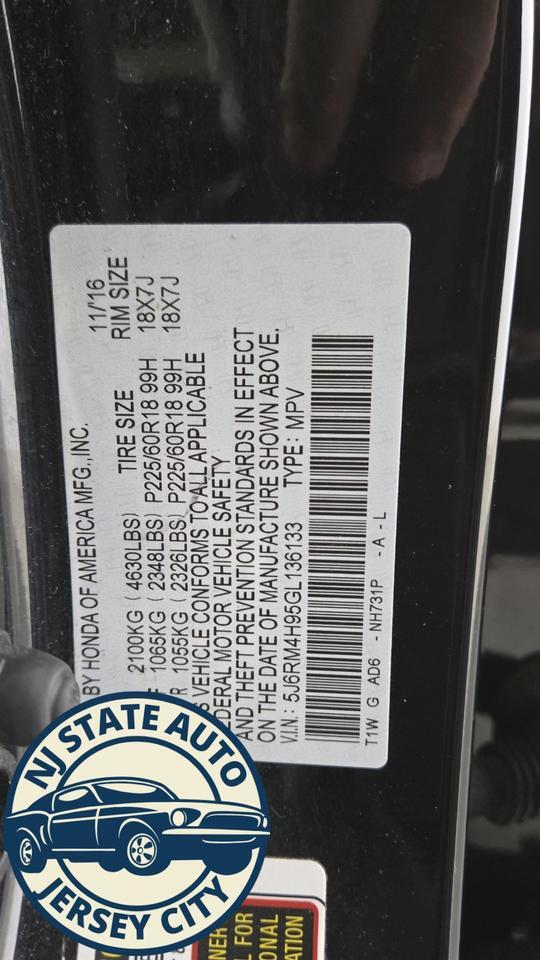 BY HONDA OF AMERICA MFG., INC. 11/'16
TIRE SIZE RIM SIZE
2100KG ( 4630LBS)
1065KG ( 2348LBS) P225/60R18 99H 18X7J
R 1055KG ( 2326LBS) P225/60R18 99H 18X7J
VEHICLE CONFORMS TO ALL APPLICABLE
MOTOR VEHICLE SAFETY
AND THEFT PREVENTION STANDARDS IN EFFECT
ON THE DATE OF MANUFACTURE SHOWN ABOVE.
V.I.N.: 5J6RM4H95GL136133 TYPE: MPV
T1W G AD6 - NH731P - A - L
NJ STATE AUTO
JERSEY CITY
FOR